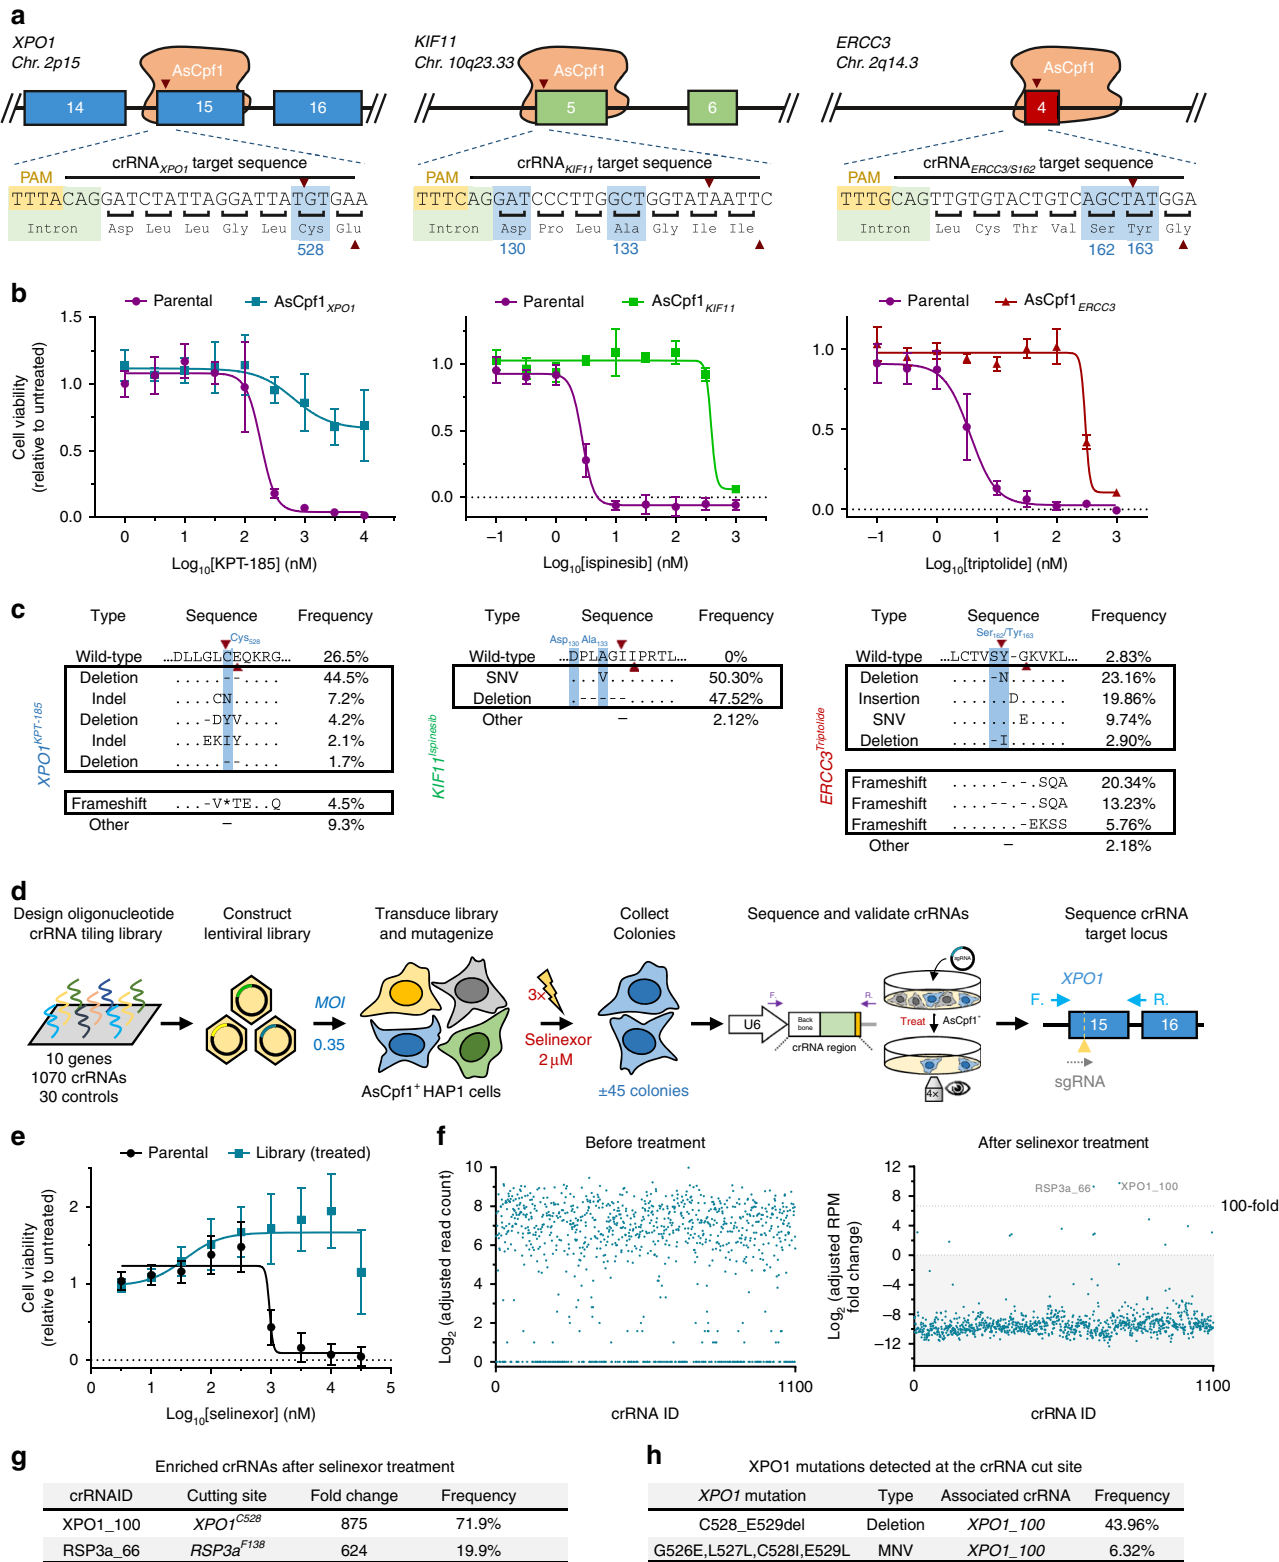 a
XPO1
Chr. 2p15
AsCpf1
14
15
16
crRNAXPO1 target sequence
PAM
TTTACAGGATCTATTAGGATTATGTGAA
Intron
Asp Leu Leu Gly Leu Cys Glu
528
KIF11
Chr. 10q23.33
AsCpf1
5
6
crRNAKIF11 target sequence
PAM
TTTCAGGATCCCTTGGCTGGTATAATTC
Intron
Asp Pro Leu Ala Gly Ile Ile
130
133
ERCC3
Chr. 2q14.3
AsCpf1
4
crRNAERCC3/S162 target sequence
PAM
TTTGCAGTTGTGTACTGTCAGCTATGGA
Intron
Leu Cys Thr Val Ser Tyr Gly
162
163
b
Parental
AsCpf1XPO1
Cell viability
(relative to untreated)
1.5
1.0
0.5
0.0
0 1 2 3 4
Log10[KPT-185] (nM)
Parental
AsCpf1KIF11
1.0
0.5
0.0
−1 0 1 2 3
Log10[ispinesib] (nM)
Parental
AsCpf1ERCC3
1.0
0.5
0.0
−1 0 1 2 3
Log10[triptolide] (nM)
c
XPO1KPT-185
Type Sequence Frequency
Cys528
Wild-type ...DLLGLCEQKRG... 26.5%
Deletion .....-..... 44.5%
Indel ....CN..... 7.2%
Deletion ...-DYV.... 4.2%
Indel ...EKIY.... 2.1%
Deletion .....--.... 1.7%
Frameshift ...-V*TE..Q 4.5%
Other – 9.3%
KIF11Ispinesib
Type Sequence Frequency
Asp130 Ala133
Wild-type ...DPLAGIIPRTL... 0%
SNV ...V....... 50.30%
Deletion .-----..... 47.52%
Other – 2.12%
ERCC3Triptolide
Type Sequence Frequency
Ser162/Tyr163
Wild-type ...LCTVSY-GKVKL... 2.83%
Deletion ....-N...... 23.16%
Insertion ......D..... 19.86%
SNV .......E.... 9.74%
Deletion ....-I...... 2.90%
Frameshift .....-.-.SQA 20.34%
Frameshift ....--.-.SQA 13.23%
Frameshift .......-EKSS 5.76%
Other – 2.18%
d
Design oligonucleotide
crRNA tiling library
10 genes
1070 crRNAs
30 controls
Construct
lentiviral library
MOI
0.35
Transduce library
and mutagenize
AsCpf1+ HAP1 cells
3×
Selinexor
2 µM
Collect
Colonies
±45 colonies
Sequence and validate crRNAs
F.
R.
U6
Back
bone
crRNA region
sgRNA
Treat
AsCpf1+
4×
Sequence crRNA
target locus
XPO1
F.
R.
15
16
sgRNA
e
Parental
Library (treated)
Cell viability
(relative to untreated)
2
1
0
0 1 2 3 4 5
Log10[selinexor] (nM)
f
Before treatment
Log2 (adjusted read count)
10
8
6
4
2
0
0
1100
crRNA ID
After selinexor treatment
Log2 (adjusted RPM
fold change)
12
8
4
0
−4
−8
−12
RSP3a_66
XPO1_100
100-fold
0
1100
crRNA ID
g
Enriched crRNAs after selinexor treatment
crRNAID Cutting site Fold change Frequency
XPO1_100 XPO1C528 875 71.9%
RSP3a_66 RSP3aF138 624 19.9%
h
XPO1 mutations detected at the crRNA cut site
XPO1 mutation Type Associated crRNA Frequency
C528_E529del Deletion XPO1_100 43.96%
G526E,L527L,C528I,E529L MNV XPO1_100 6.32%